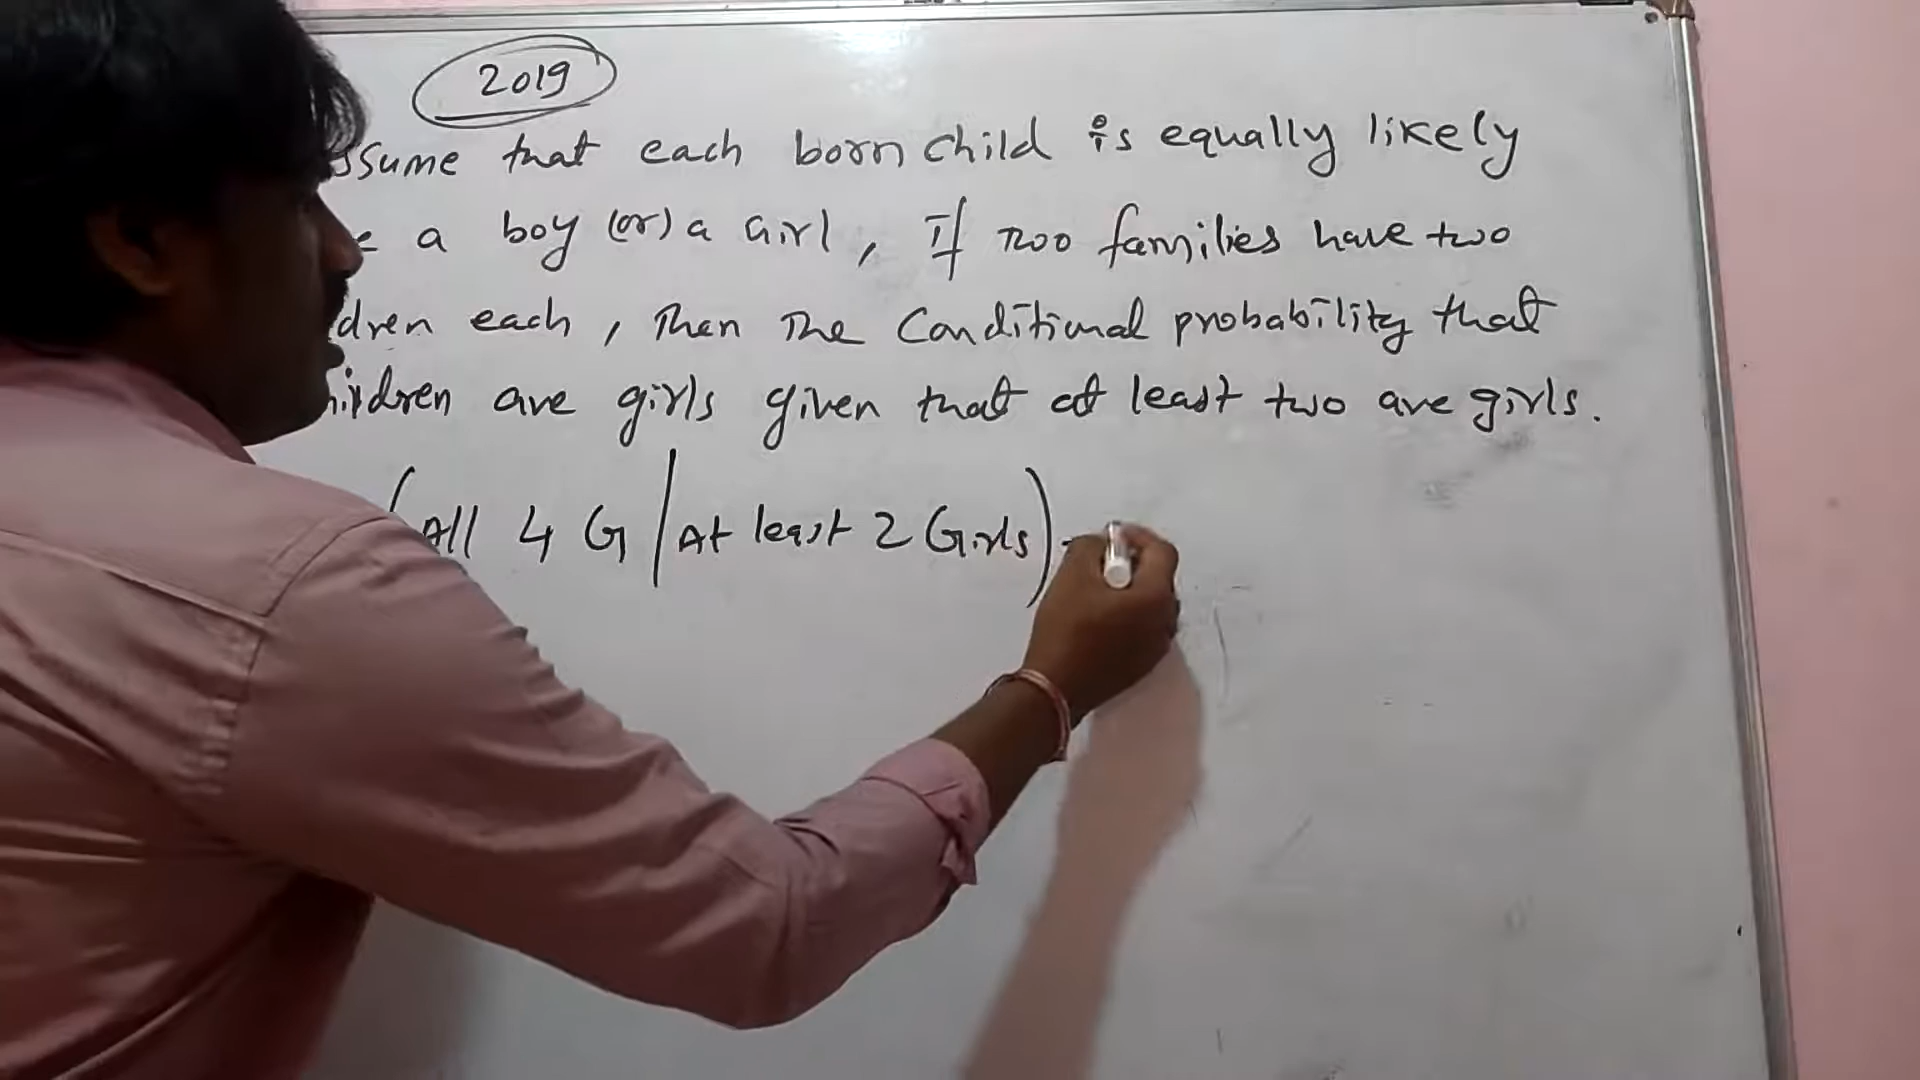 2019
ssume that each born child is equally likely
a boy (or) a Girl, If Two families have two
dren each, Then The Conditional probability that
ildren are girls given that at least two are girls.
(All 4 G | At least 2 Girls)